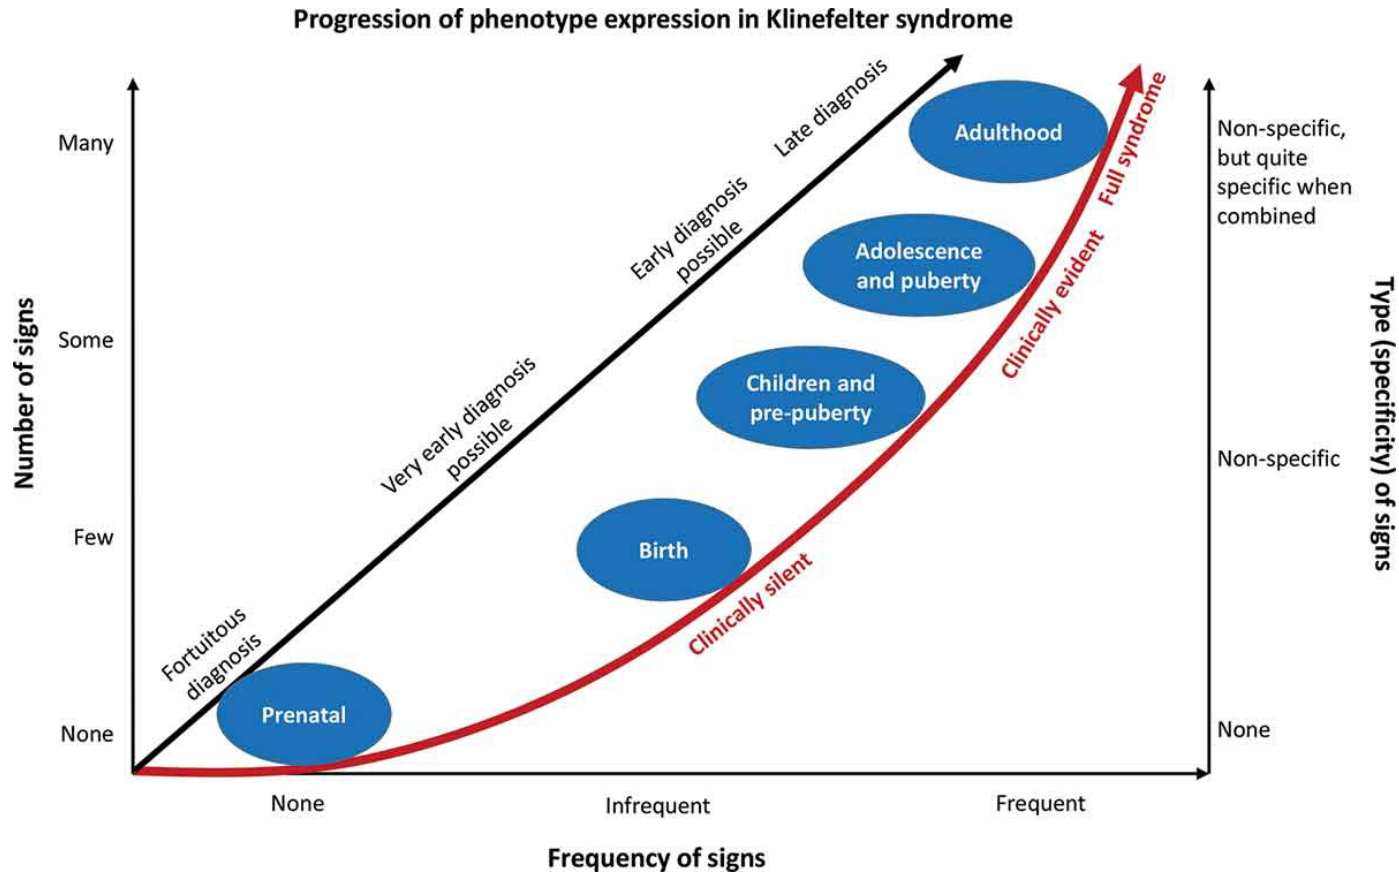 Progression of phenotype expression in Klinefelter syndrome
Number of signs
Many
Some
Few
None
Fortuitous
diagnosis
Very early diagnosis
possible
Early diagnosis
possible
Late diagnosis
Prenatal
Birth
Children and
pre-puberty
Adolescence
and puberty
Adulthood
Clinically silent
Clinically evident
Full syndrome
Non-specific,
but quite
specific when
combined
Non-specific
None
Type (specificity) of signs
None
Infrequent
Frequent
Frequency of signs